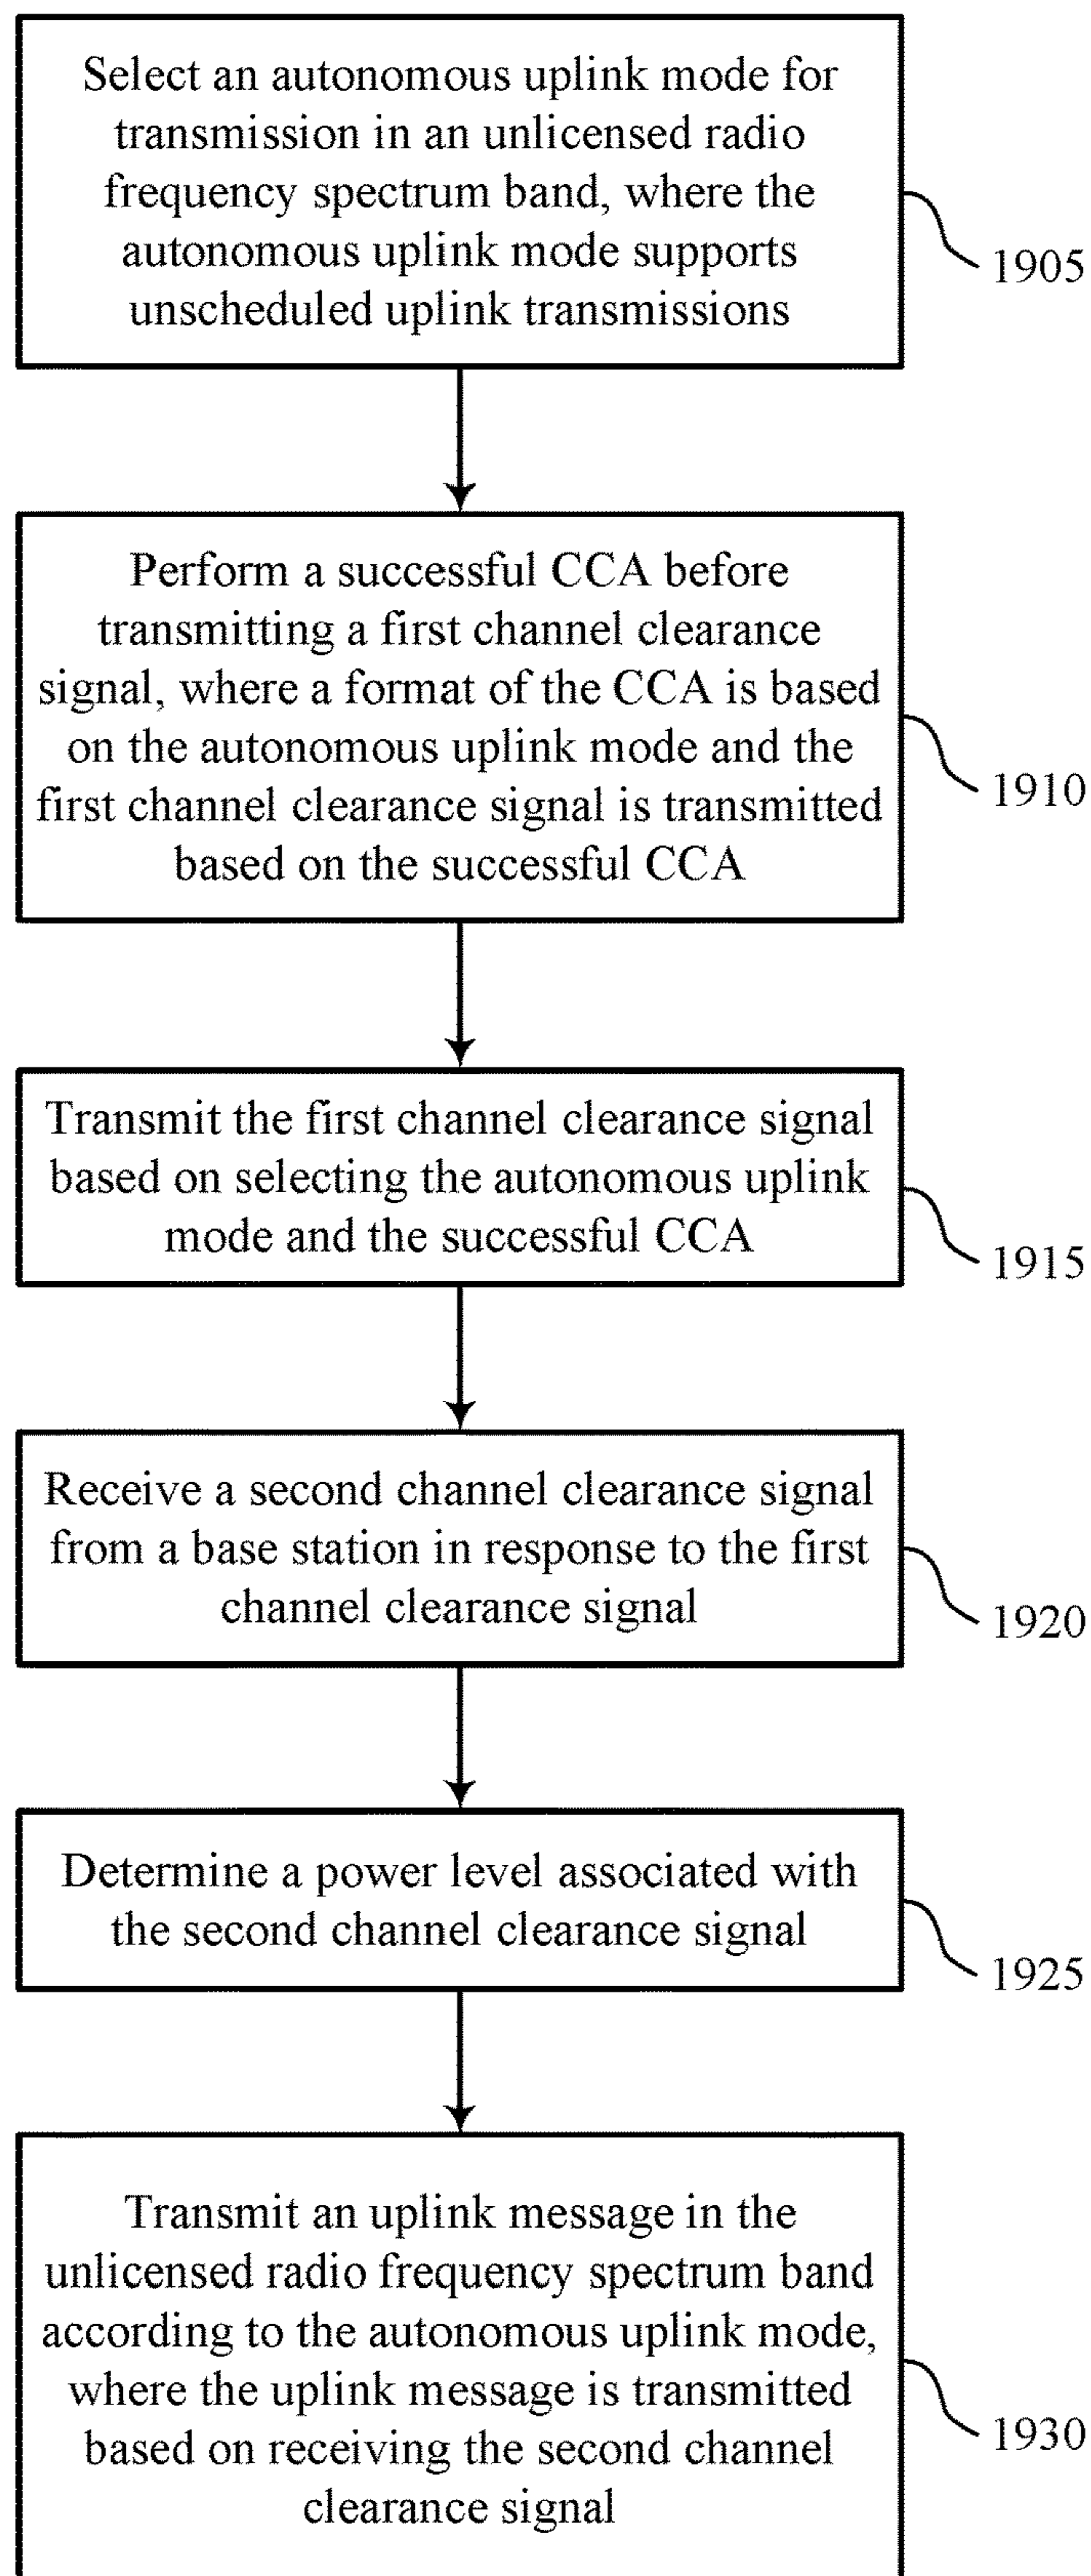 Select an autonomous uplink mode for
transmission in an unlicensed radio
frequency spectrum band, where the
autonomous uplink mode supports
unscheduled uplink transmissions
1905
Perform a successful CCA before
transmitting a first channel clearance
signal, where a format of the CCA is based
on the autonomous uplink mode and the
first channel clearance signal is transmitted
based on the successful CCA
1910
Transmit the first channel clearance signal
based on selecting the autonomous uplink
mode and the successful CCA
1915
Receive a second channel clearance signal
from a base station in response to the first
channel clearance signal
1920
Determine a power level associated with
the second channel clearance signal
1925
Transmit an uplink message in the
unlicensed radio frequency spectrum band
according to the autonomous uplink mode,
where the uplink message is transmitted
based on receiving the second channel
clearance signal
1930